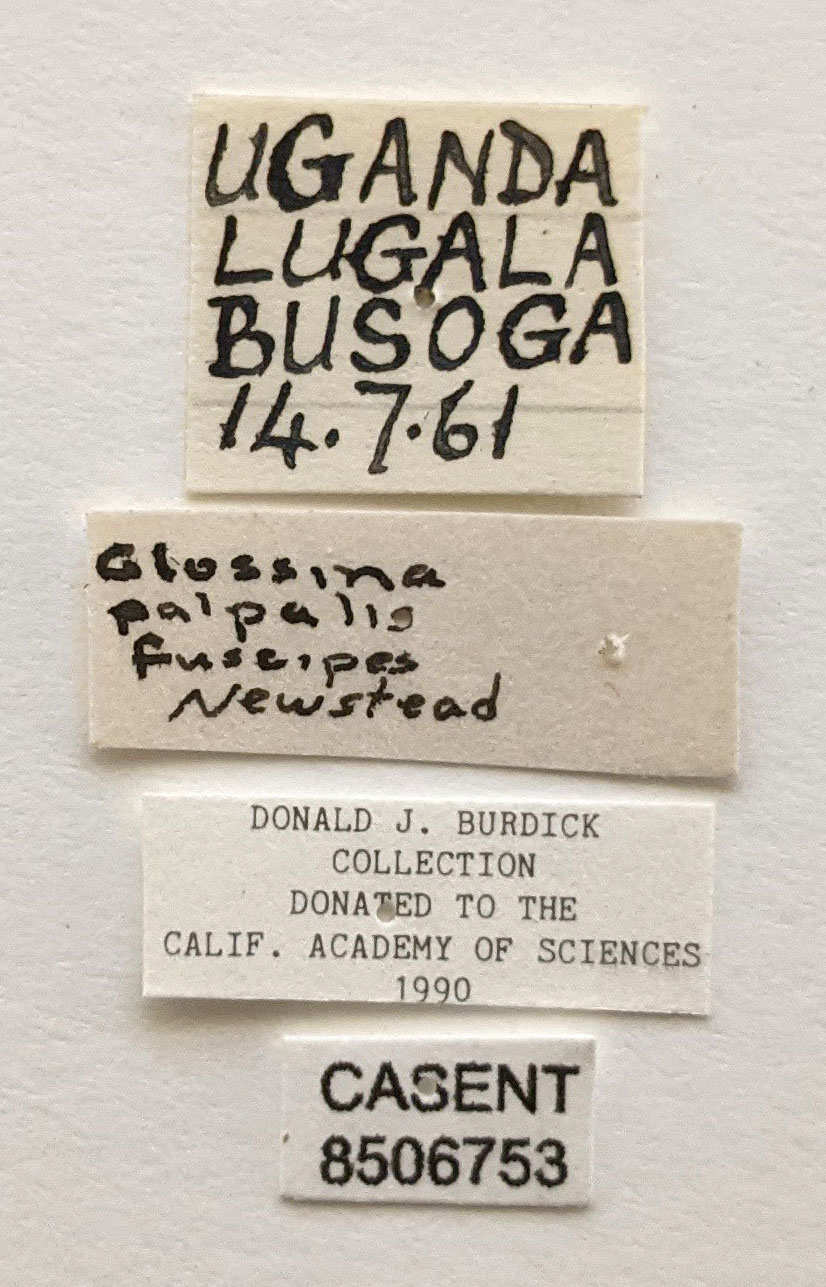 UGANDA
LUGALA
BUSOGA
14.7.61
Glossina
palpalis
fuscipes
Newstead
DONALD J. BURDICK
COLLECTION
DONATED TO THE
CALIF. ACADEMY OF SCIENCES
1990
CASENT
8506753